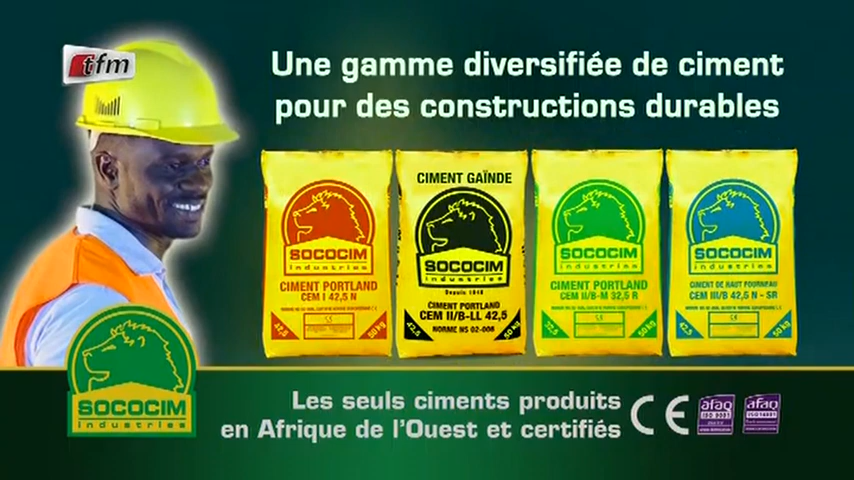 tfm
Une gamme diversifiée de ciment
pour des constructions durables
SOCOCIM
industries
CIMENT PORTLAND
CEM I 42,5 N
42,5
50 kg
CIMENT GAÏNDE
SOCOCIM
industries
Depuis 1948
CIMENT PORTLAND
CEM II/B-LL 42,5
NORME NS 02-008
42,5
50 kg
SOCOCIM
industries
CIMENT PORTLAND
CEM II/B-M 32,5 R
32,5
50 kg
SOCOCIM
industries
CIMENT DE HAUT FOURNEAU
CEM III/B 42,5 N - SR
42,5
50 kg
SOCOCIM
industries
Les seuls ciments produits
en Afrique de l'Ouest et certifiés
CE
afaq
ISO 9001
afaq
ISO 14001